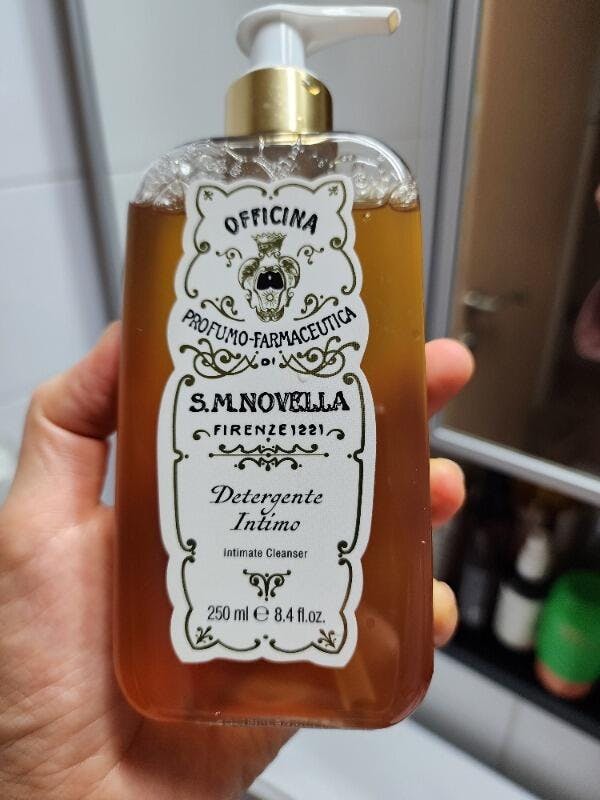 OFFICINA
PROFUMO-FARMACEUTICA
DI
S.M.NOVELLA
FIRENZE 1221
Detergente
Intimo
Intimate Cleanser
250 ml ℮ 8.4 fl.oz.